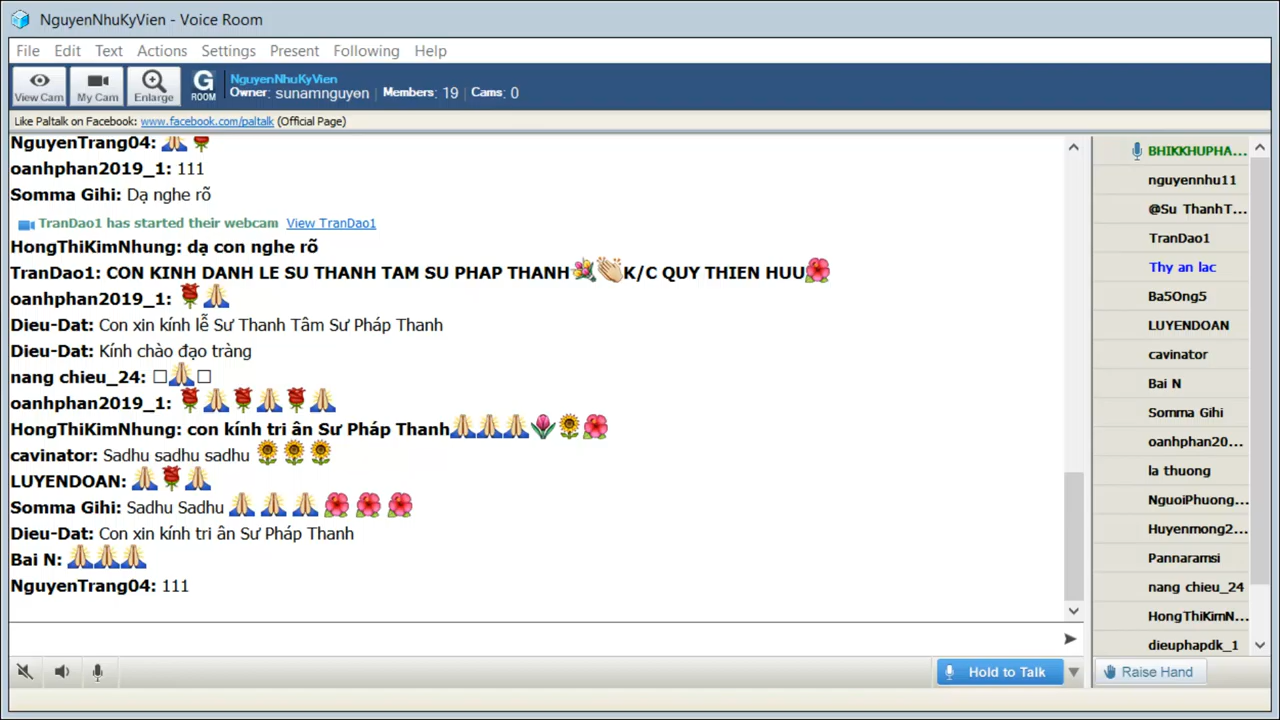 NguyenNhuKyVien - Voice Room
File Edit Text Actions Settings Present Following Help
View Cam My Cam Enlarge G ROOM
NguyenNhuKyVien
Owner: sunamnguyen | Members: 19 | Cams: 0
Like Paltalk on Facebook: www.facebook.com/paltalk (Official Page)
NguyenTrang04:
oanhphan2019_1: 111
Somma Gihi: Dạ nghe rõ
TranDao1 has started their webcam View TranDao1
HongThiKimNhung: dạ con nghe rõ
TranDao1: CON KINH DANH LE SU THANH TAM SU PHAP THANH K/C QUY THIEN HUU
oanhphan2019_1:
Dieu-Dat: Con xin kính lễ Sư Thanh Tâm Sư Pháp Thanh
Dieu-Dat: Kính chào đạo tràng
nang chieu_24:
oanhphan2019_1:
HongThiKimNhung: con kính tri ân Sư Pháp Thanh
cavinator: Sadhu sadhu sadhu
LUYENDOAN:
Somma Gihi: Sadhu Sadhu
Dieu-Dat: Con xin kính tri ân Sư Pháp Thanh
Bai N:
NguyenTrang04: 111
BHIKKHUPHA...
nguyennhu11
@Su ThanhT...
TranDao1
Thy an lac
Ba5Ong5
LUYENDOAN
cavinator
Bai N
Somma Gihi
oanhphan20...
la thuong
NguoiPhuong...
Huyenmong2...
Pannaramsi
nang chieu_24
HongThiKimN...
dieuphapdk_1
Hold to Talk
Raise Hand